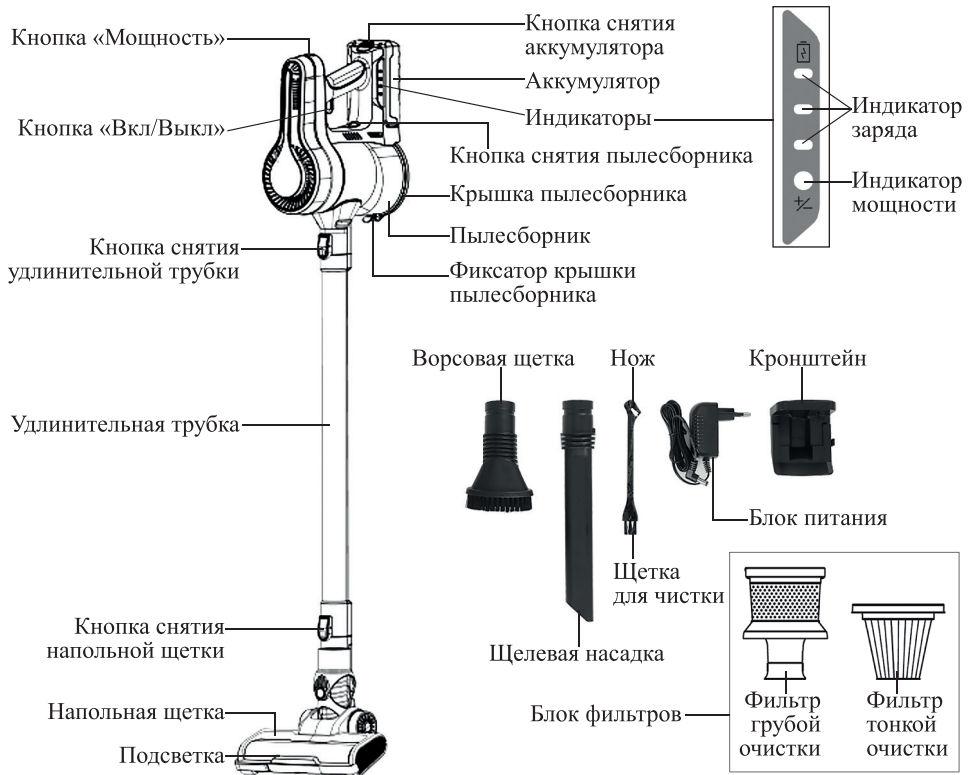 Кнопка «Мощность»
Кнопка снятия
аккумулятора
Аккумулятор
Кнопка «Вкл/Выкл»
Индикаторы
Индикатор
заряда
Кнопка снятия пылесборника
Крышка пылесборника
Индикатор
мощности
+/-
Пылесборник
Кнопка снятия
удлинительной трубки
Фиксатор крышки
пылесборника
Ворсовая щетка
Нож
Кронштейн
Удлинительная трубка
Блок питания
Щетка
для чистки
Кнопка снятия
напольной щетки
Щелевая насадка
Напольная щетка
Подсветка
Блок фильтров
Фильтр
грубой
очистки
Фильтр
тонкой
очистки